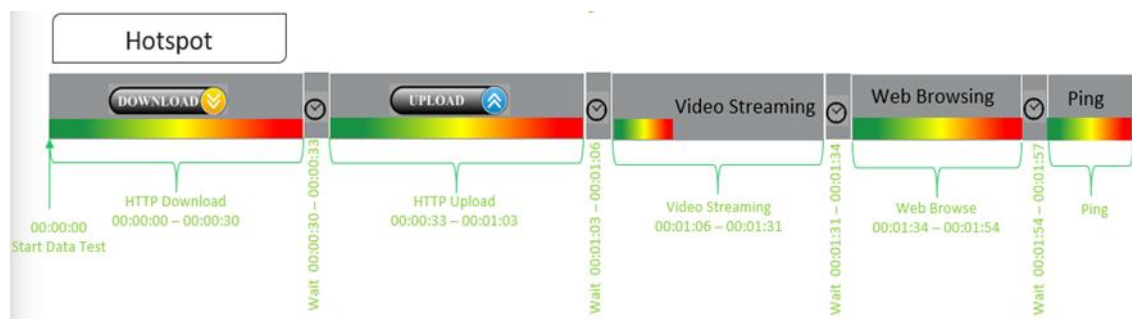 Hotspot
DOWNLOAD
UPLOAD
Video Streaming
Web Browsing
Ping
HTTP Download
00:00:00 – 00:00:30
HTTP Upload
00:00:33 – 00:01:03
Video Streaming
00:01:06 – 00:01:31
Web Browse
00:01:34 – 00:01:54
Ping
00:00:00
Start Data Test
Wait 00:00:30 – 00:00:33
Wait 00:01:03 – 00:01:06
Wait 00:01:31 – 00:01:34
Wait 00:01:54 – 00:01:57